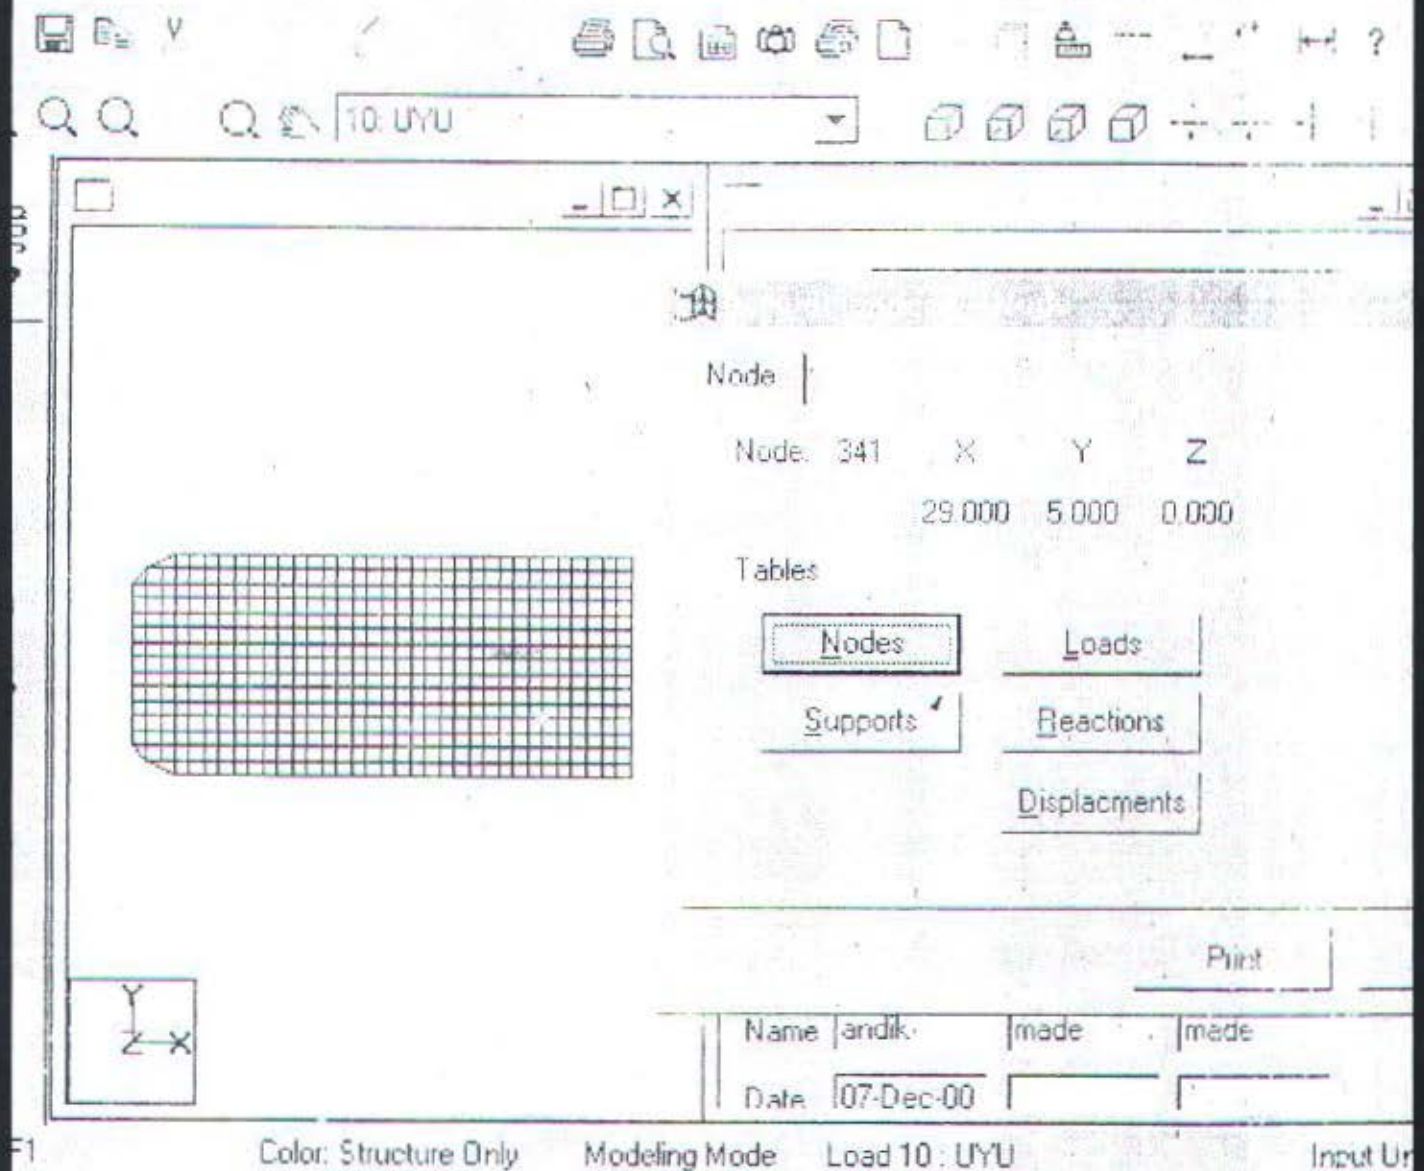 ?
10: UYU
Job
Node
Node: 341 X Y Z
29.000 5.000 0.000
Tables
Nodes Loads
Supports Reactions
Displacments
Print
Y
Z X
Name andik made made
Date 07-Dec-00
F1 Color: Structure Only Modeling Mode Load 10 : UYU Input Un